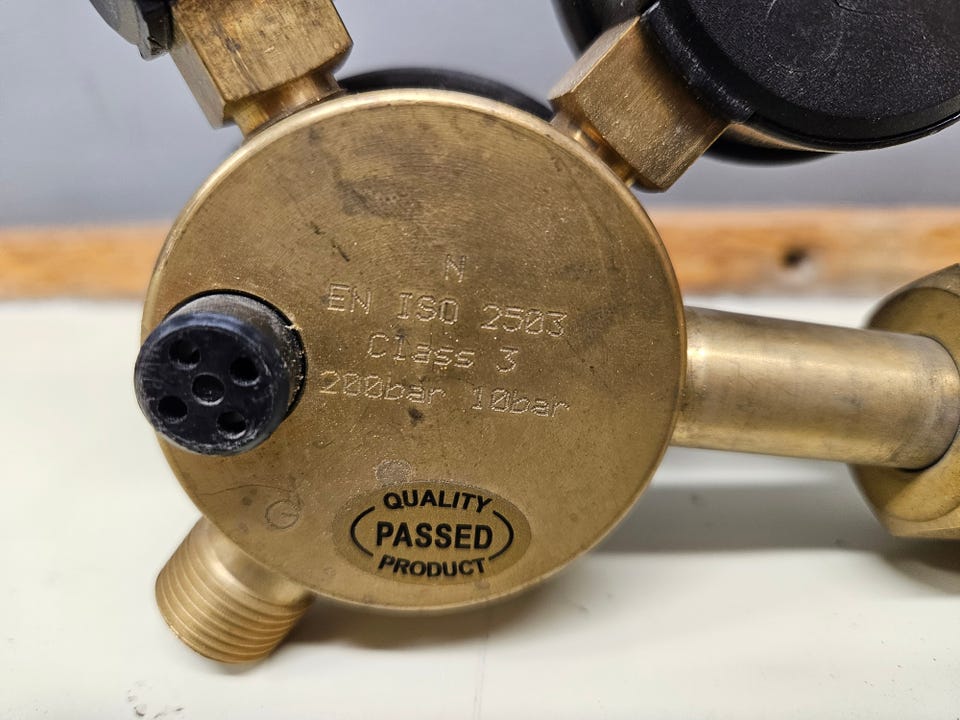 N
EN ISO 2503
Class 3
200bar 10bar
G
QUALITY
PASSED
PRODUCT